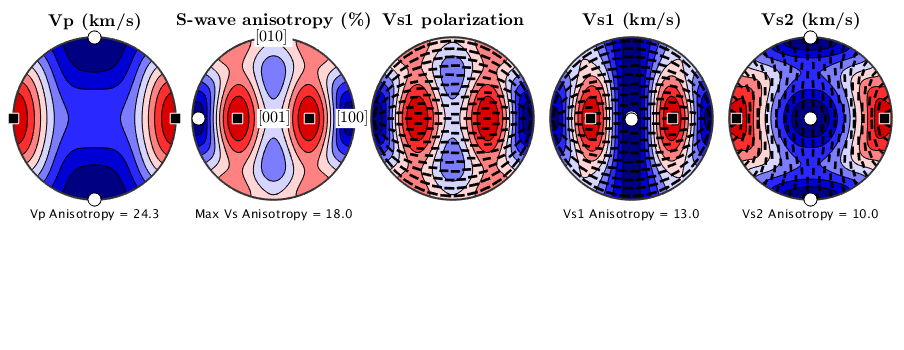 Vp (km/s)
S-wave anisotropy (%)
Vs1 polarization
Vs1 (km/s)
Vs2 (km/s)
[010]
[001]
[100]
Vp Anisotropy = 24.3
Max Vs Anisotropy = 18.0
Vs1 Anisotropy = 13.0
Vs2 Anisotropy = 10.0